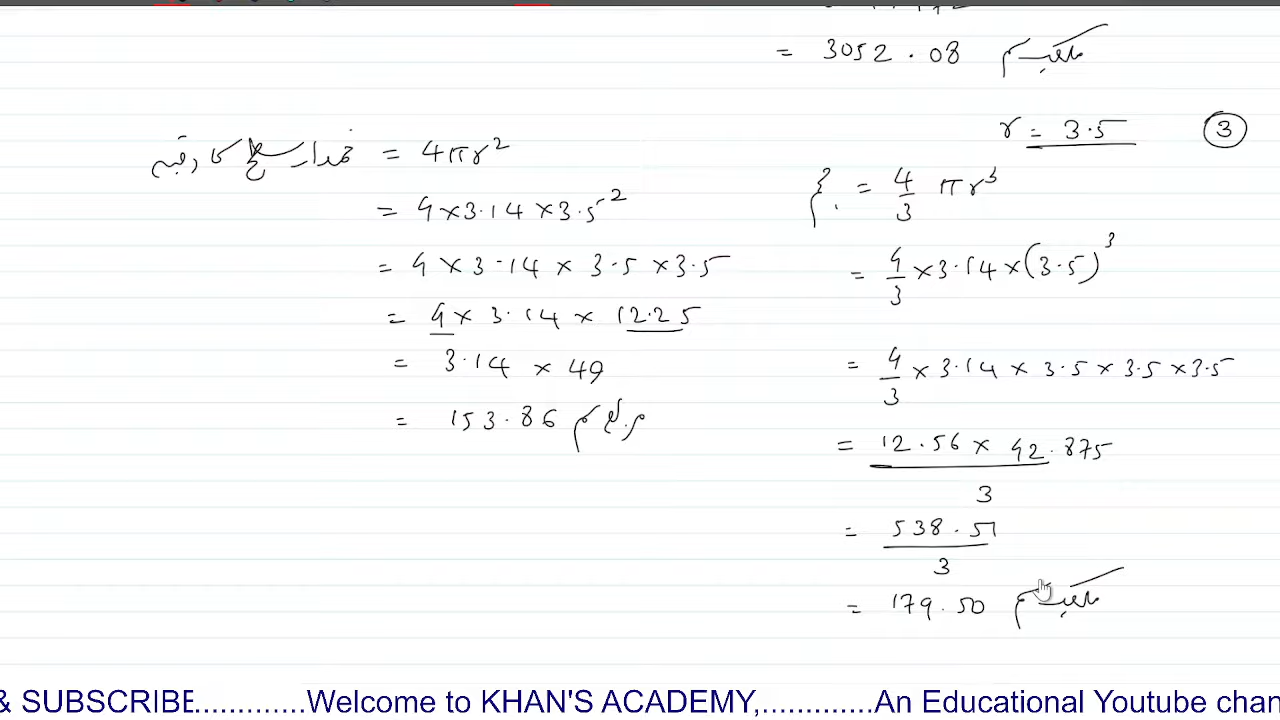 = 3052.08 مکعب سم
r = 3.5 ③
= 4/3 πr³
= 4/3 × 3.14 × (3.5)³
= 4/3 × 3.14 × 3.5 × 3.5 × 3.5
= 12.56 × 42.875 / 3
= 538.51 / 3
= 179.50 مکعب سم
خمدار سطح کا رقبہ = 4πr²
= 4×3.14×3.5²
= 4 × 3.14 × 3.5 × 3.5
= 4 × 3.14 × 12.25
= 3.14 × 49
= 153.86 مربع سم
& SUBSCRIBE.............Welcome to KHAN'S ACADEMY,.............An Educational Youtube chan